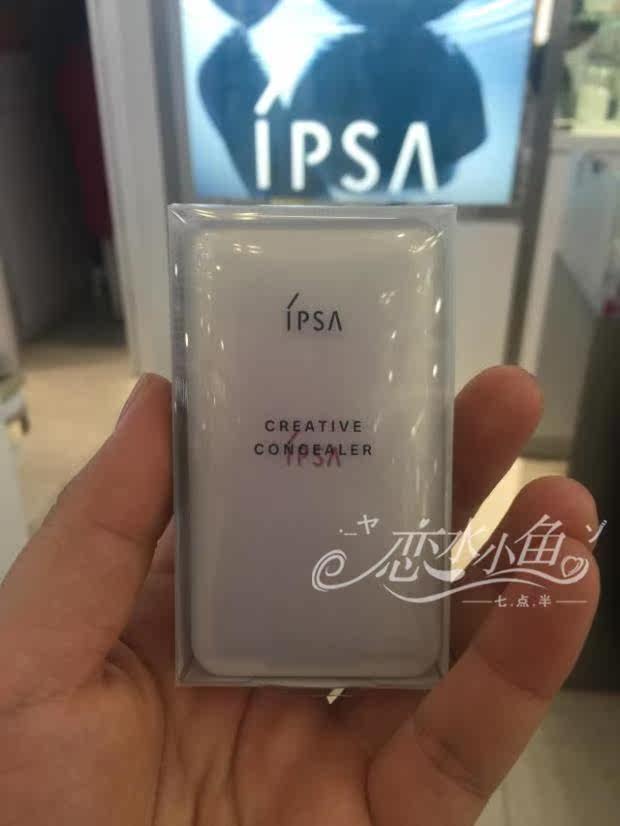 ÍPSA
ÍPSA
CREATIVE
CONCEALER
ÍPSA
恋水小鱼
七.点.半